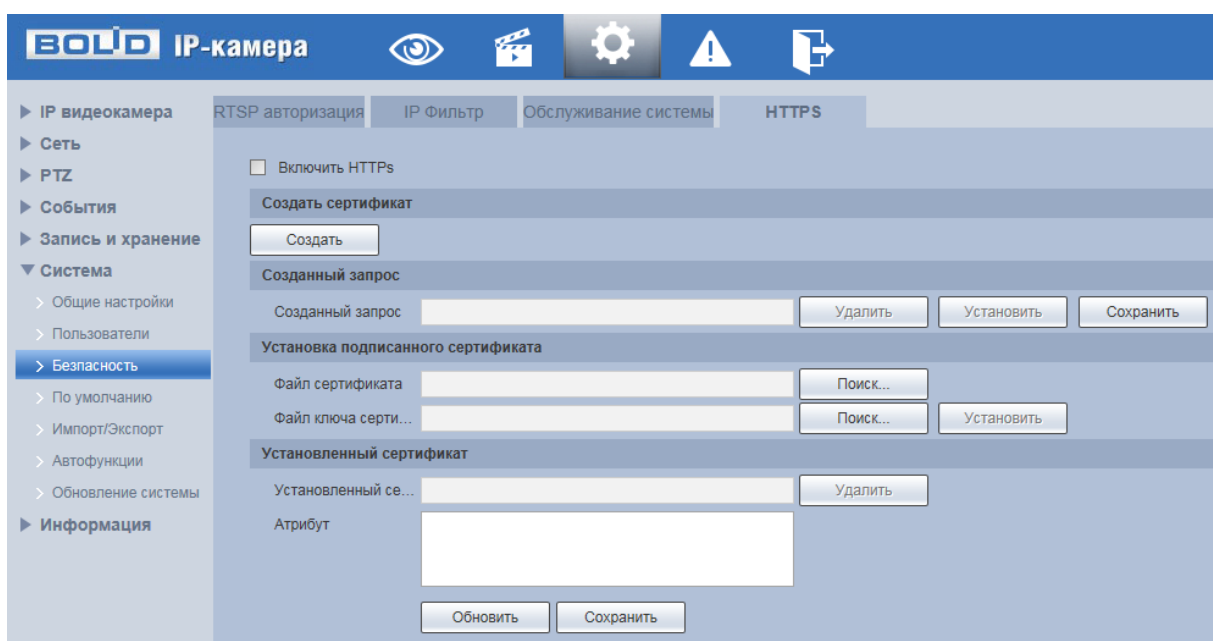 BOLID IP-камера
IP видеокамера
Сеть
PTZ
События
Запись и хранение
Система
Общие настройки
Пользователи
Безпасность
По умолчанию
Импорт/Экспорт
Автофункции
Обновление системы
Информация
RTSP авторизация IP Фильтр Обслуживание системы HTTPS
Включить HTTPs
Создать сертификат
Создать
Созданный запрос
Созданный запрос Удалить Установить Сохранить
Установка подписанного сертификата
Файл сертификата Поиск...
Файл ключа серти... Поиск... Установить
Установленный сертификат
Установленный се... Удалить
Атрибут
Обновить Сохранить